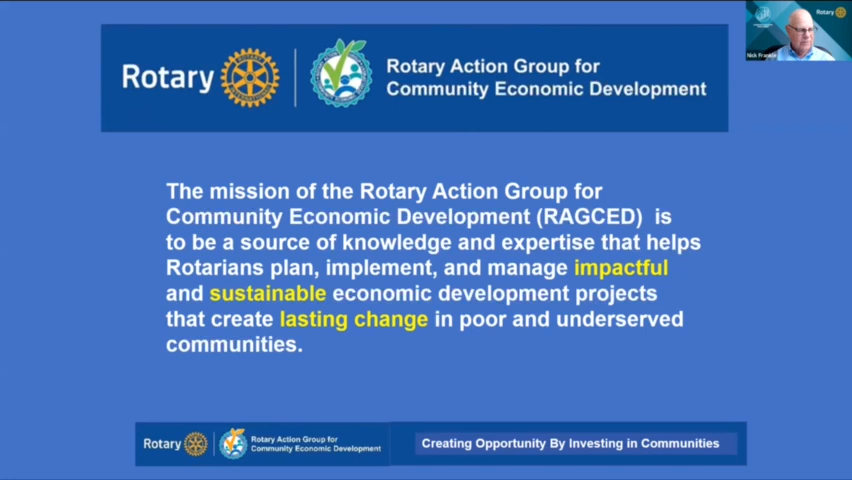 Rotary
Nick Francis
Rotary
Rotary Action Group for
Community Economic Development
The mission of the Rotary Action Group for
Community Economic Development (RAGCED) is
to be a source of knowledge and expertise that helps
Rotarians plan, implement, and manage impactful
and sustainable economic development projects
that create lasting change in poor and underserved
communities.
Rotary
Rotary Action Group for
Community Economic Development
Creating Opportunity By Investing in Communities